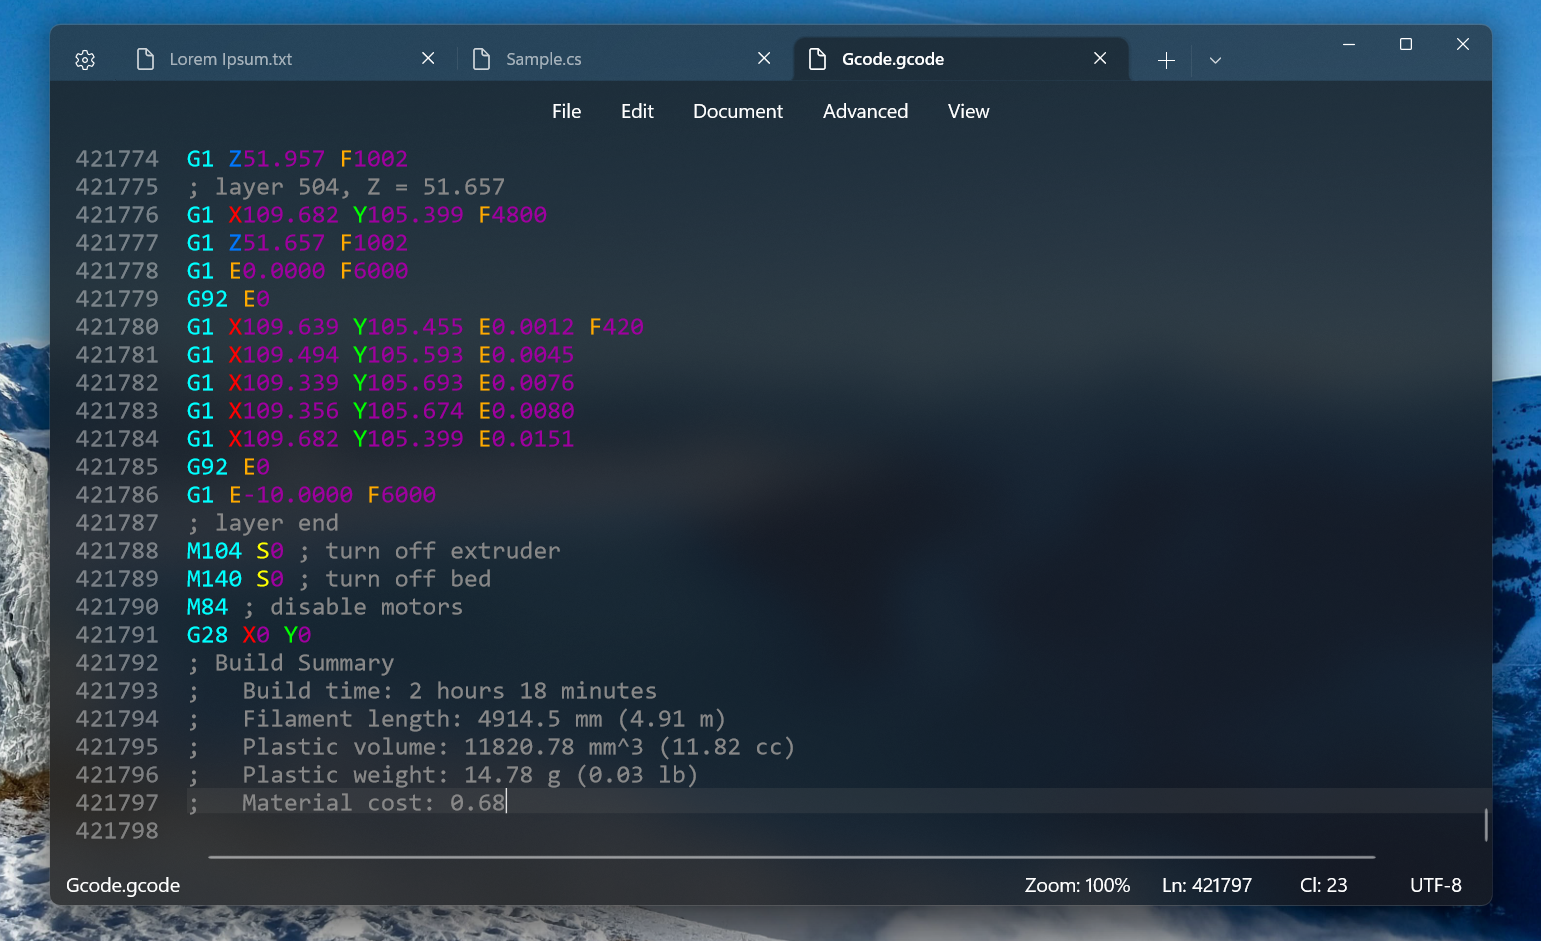 Lorem Ipsum.txt
Sample.cs
Gcode.gcode
File Edit Document Advanced View
421774 G1 Z51.957 F1002
421775 ; layer 504, Z = 51.657
421776 G1 X109.682 Y105.399 F4800
421777 G1 Z51.657 F1002
421778 G1 E0.0000 F6000
421779 G92 E0
421780 G1 X109.639 Y105.455 E0.0012 F420
421781 G1 X109.494 Y105.593 E0.0045
421782 G1 X109.339 Y105.693 E0.0076
421783 G1 X109.356 Y105.674 E0.0080
421784 G1 X109.682 Y105.399 E0.0151
421785 G92 E0
421786 G1 E-10.0000 F6000
421787 ; layer end
421788 M104 S0 ; turn off extruder
421789 M140 S0 ; turn off bed
421790 M84 ; disable motors
421791 G28 X0 Y0
421792 ; Build Summary
421793 ;   Build time: 2 hours 18 minutes
421794 ;   Filament length: 4914.5 mm (4.91 m)
421795 ;   Plastic volume: 11820.78 mm^3 (11.82 cc)
421796 ;   Plastic weight: 14.78 g (0.03 lb)
421797 ;   Material cost: 0.68
421798
Gcode.gcode Zoom: 100% Ln: 421797 Cl: 23 UTF-8